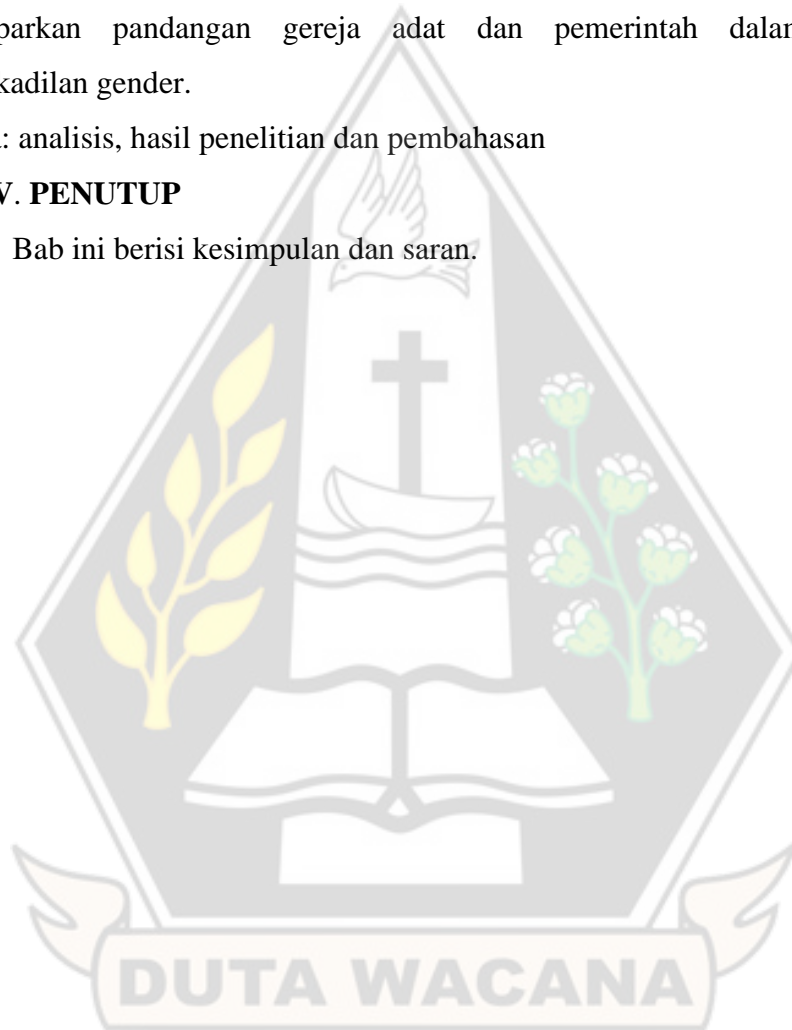 parkan pandangan gereja adat dan pemerintah dalam
kadilan gender.
: analisis, hasil penelitian dan pembahasan
V. PENUTUP
Bab ini berisi kesimpulan dan saran.
DUTA WACANA